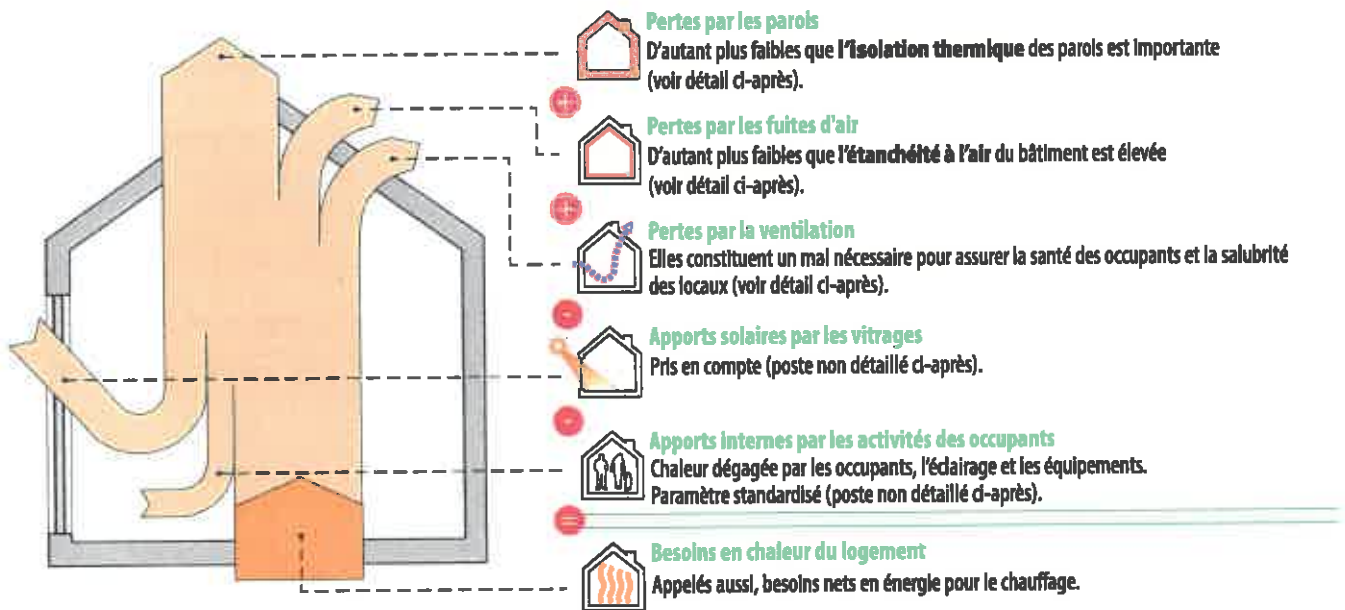 Pertes par les parois
D'autant plus faibles que l'isolation thermique des parois est importante
(voir détail ci-après).
+
Pertes par les fuites d'air
D'autant plus faibles que l'étanchéité à l'air du bâtiment est élevée
(voir détail ci-après).
+
Pertes par la ventilation
Elles constituent un mal nécessaire pour assurer la santé des occupants et la salubrité
des locaux (voir détail ci-après).
-
Apports solaires par les vitrages
Pris en compte (poste non détaillé ci-après).
-
Apports internes par les activités des occupants
Chaleur dégagée par les occupants, l'éclairage et les équipements.
Paramètre standardisé (poste non détaillé ci-après).
=
Besoins en chaleur du logement
Appelés aussi, besoins nets en énergie pour le chauffage.